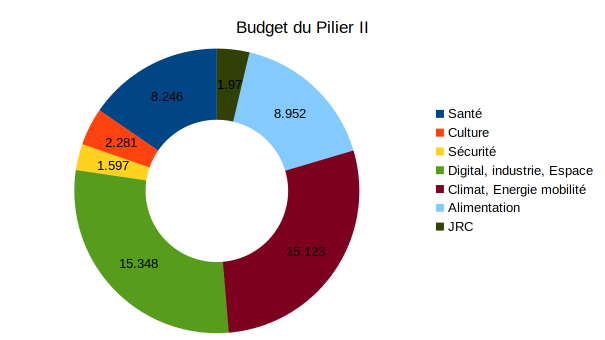 Budget du Pilier II
8.246
1.97
8.952
2.281
1.597
15.348
15.123
Santé
Culture
Sécurité
Digital, industrie, Espace
Climat, Energie mobilité
Alimentation
JRC